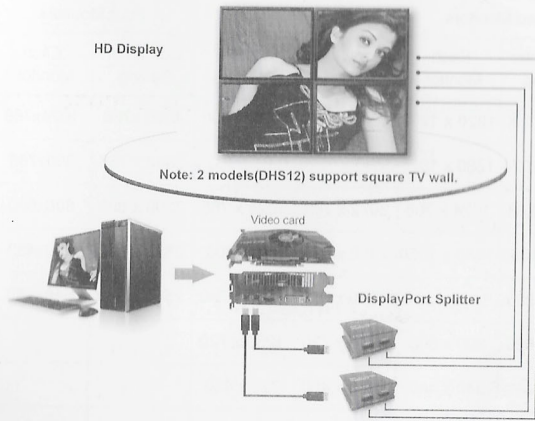 HD Display
Note: 2 models(DHS12) support square TV wall.
Video card
DisplayPort Splitter